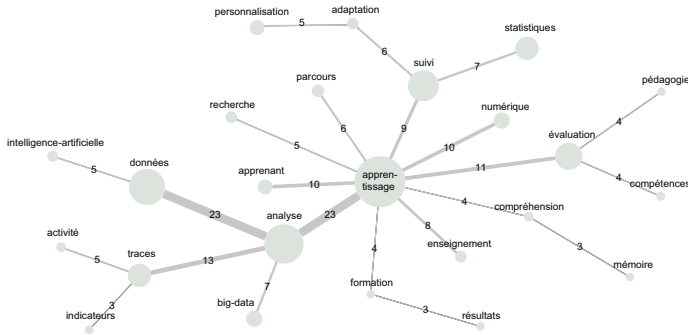 personnalisation
5
adaptation
statistiques
6
suivi
7
parcours
pédagogie
recherche
numérique
4
6
9
évaluation
intelligence-artificielle
5
10
données
11
5
apprenant
appren-
tissage
compétences
10
4
4
23
analyse
23
compréhension
activité
8
traces
4
enseignement
3
5
13
mémoire
7
formation
3
big-data
3
indicateurs
résultats